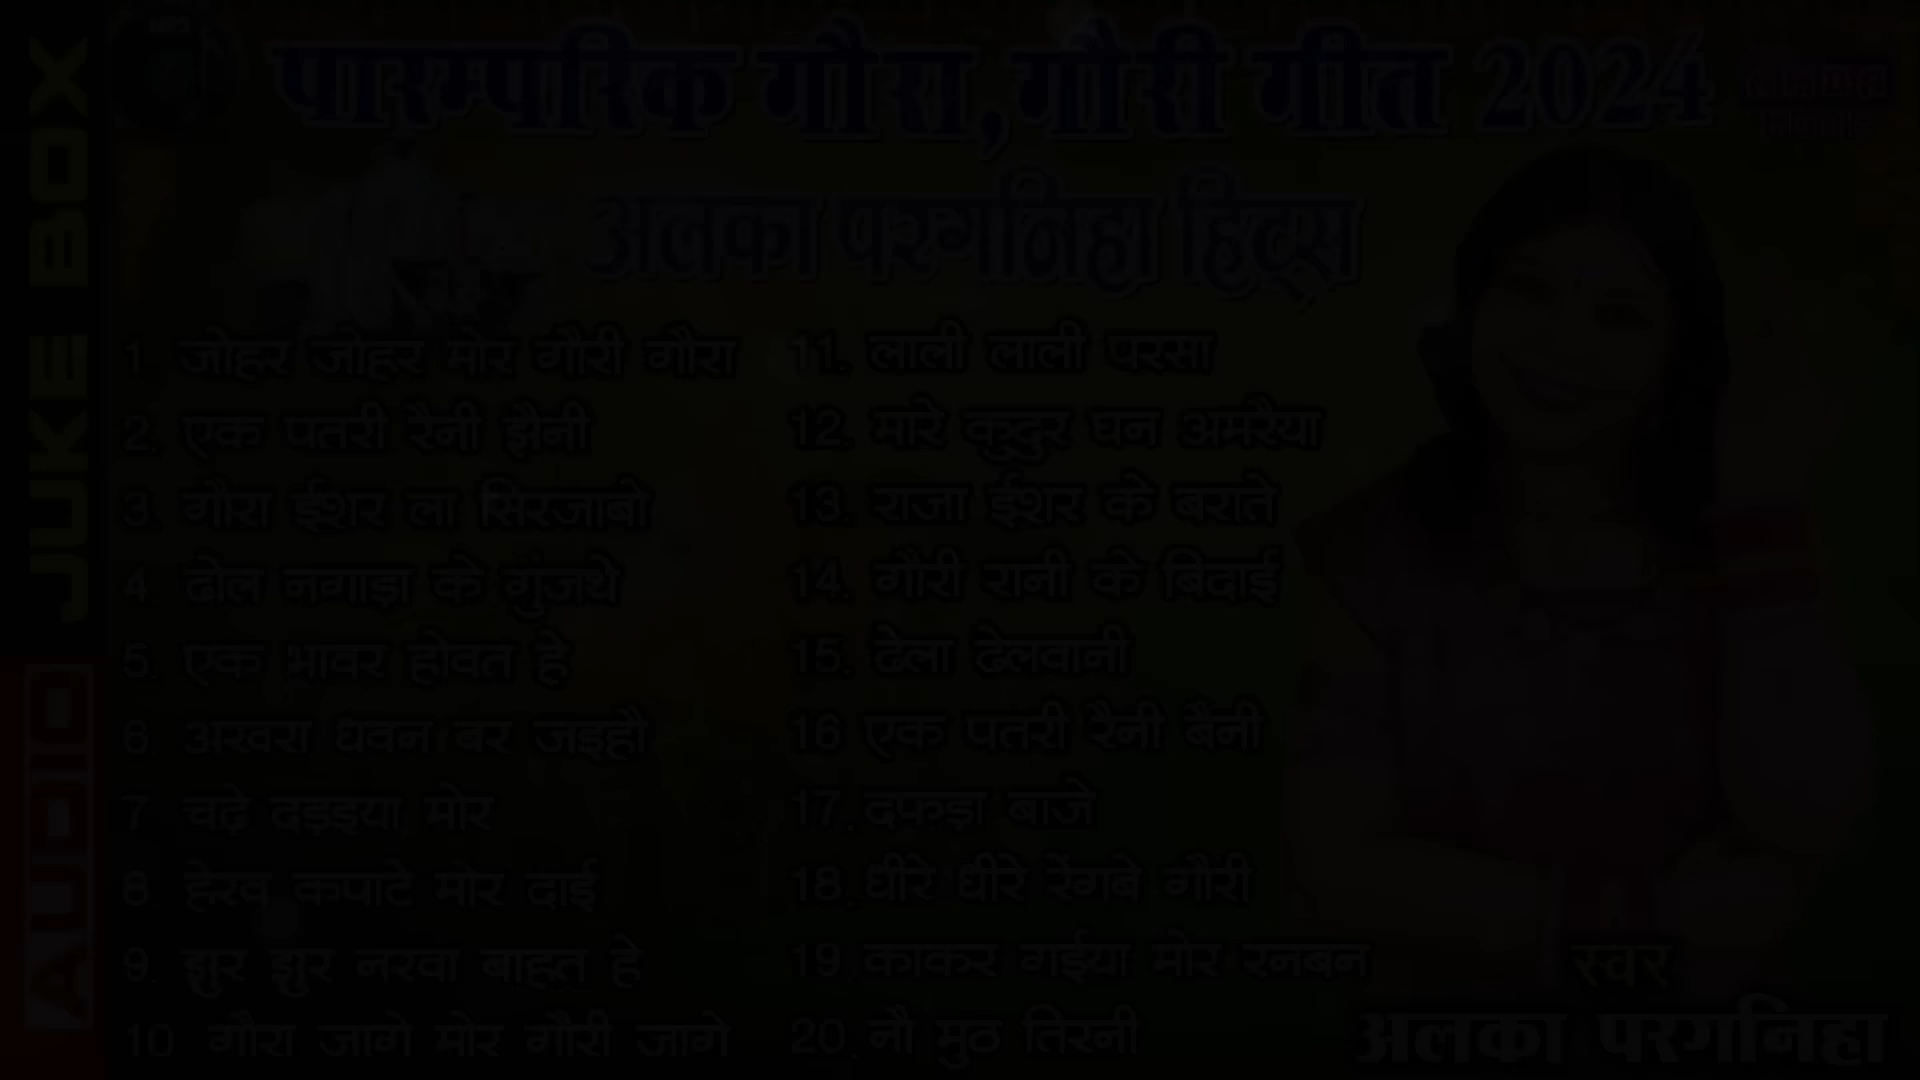 पारम्परिक गौरा,गौरी गीत 2024
अलका परगनिहा हिट्स
1. जोहर जोहर मोर गौरी गौरा
2. एक पतरी रैनी झैनी
3. गौरा ईशर ला सिरजाबो
4. ढोल नगाड़ा के गुंजथे
5. एक भावर होवत हे
6. अखरा धवन बर जइहौ
7. चढ़े दड़इया मोर
8. हेरव कपाटे मोर दाई
9. झुर झुर नरवा बाहत हे
10 गौरा जागे मोर गौरी जागे
11. लाली लाली परसा
12. मारे कुदुर घन अमरैया
13. राजा ईशर के बराते
14. गौरी रानी के बिदाई
15. ढेला ढेलवानी
16 एक पतरी रैनी बैनी
17. दफड़ा बाजे
18. धीरे धीरे रेंगबे गौरी
19 काकर गईया मोर रनबन
20. नौ मुठ तिरनी
स्वर
अलका परगनिहा
JUKE BOX
AUDIO